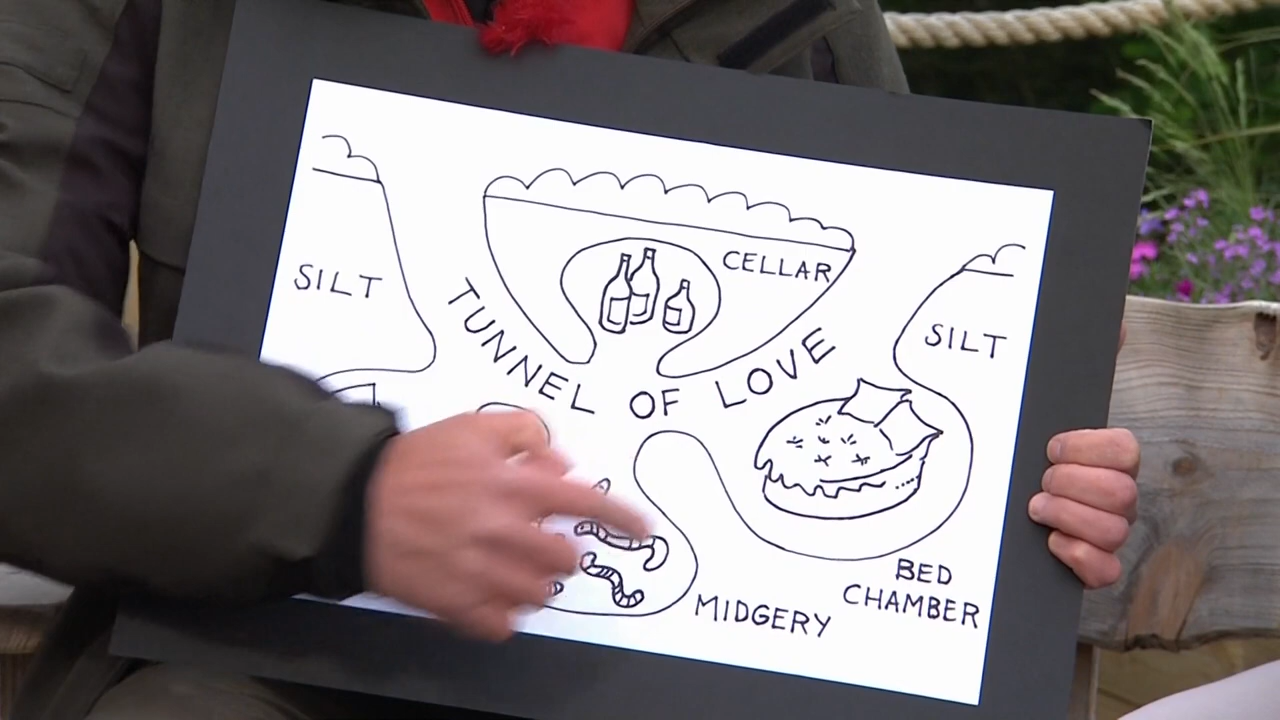 CELLAR
SILT
TUNNEL OF LOVE
SILT
BED
CHAMBER
MIDGERY